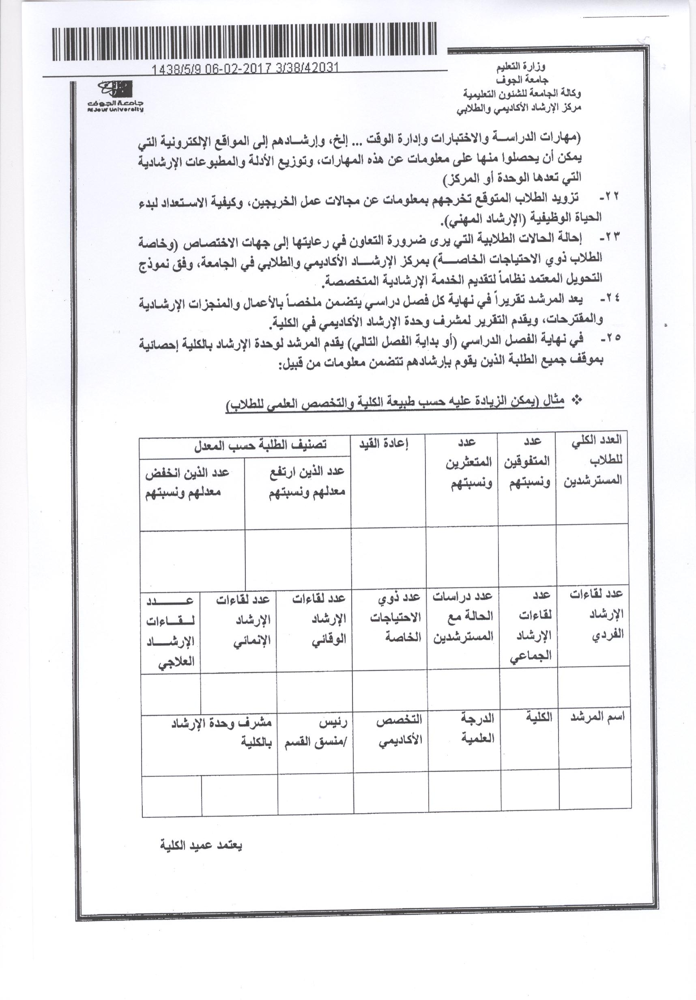 1438/5/9 06-02-2017 3/38/42031
وزارة التعليم
جامعة الجوف
وكالة الجامعة للشئون التعليمية
مركز الإرشاد الأكاديمي والطلابي
جامعة الجوف
Al Jouf University
(مهارات الدراسة والاختبارات وإدارة الوقت ... إلخ، وإرشادهم إلى المواقع الإلكترونية التي
يمكن أن يحصلوا منها على معلومات عن هذه المهارات، وتوزيع الأدلة والمطبوعات الإرشادية
التي تعدها الوحدة أو المركز)
٢٢- تزويد الطلاب المتوقع تخرجهم بمعلومات عن مجالات عمل الخريجين، وكيفية الاستعداد لبدء
الحياة الوظيفية (الإرشاد المهني).
٢٣- إحالة الحالات الطلابية التي يرى ضرورة التعاون في رعايتها إلى جهات الاختصاص (وخاصة
الطلاب ذوي الاحتياجات الخاصة) بمركز الإرشاد الأكاديمي والطلابي في الجامعة، وفق نموذج
التحويل المعتمد نظاماً لتقديم الخدمة الإرشادية المتخصصة.
٢٤- يعد المرشد تقريراً في نهاية كل فصل دراسي يتضمن ملخصاً بالأعمال والمنجزات الإرشادية
والمقترحات، ويقدم التقرير لمشرف وحدة الإرشاد الأكاديمي في الكلية.
٢٥- في نهاية الفصل الدراسي (أو بداية الفصل التالي) يقدم المرشد لوحدة الإرشاد بالكلية إحصائية
بموقف جميع الطلبة الذين يقوم بإرشادهم تتضمن معلومات من قبيل:
❖ مثال (يمكن الزيادة عليه حسب طبيعة الكلية والتخصص العلمي للطلاب)
العدد الكلي
للطلاب
المسترشدين
عدد
المتفوقين
ونسبتهم
عدد
المتعثرين
ونسبتهم
إعادة القيد
تصنيف الطلبة حسب المعدل
عدد الذين ارتفع
معدلهم ونسبتهم
عدد الذين انخفض
معدلهم ونسبتهم
عدد لقاءات
الإرشاد
الفردي
عدد
لقاءات
الإرشاد
الجماعي
عدد دراسات
الحالة مع
المسترشدين
عدد ذوي
الاحتياجات
الخاصة
عدد لقاءات
الإرشاد
الوقائي
عدد لقاءات
الإرشاد
الإنمائي
عدد
لقاءات
الإرشاد
العلاجي
اسم المرشد
الكلية
الدرجة
العلمية
التخصص
الأكاديمي
رئيس
/منسق القسم
مشرف وحدة الإرشاد
بالكلية
يعتمد عميد الكلية